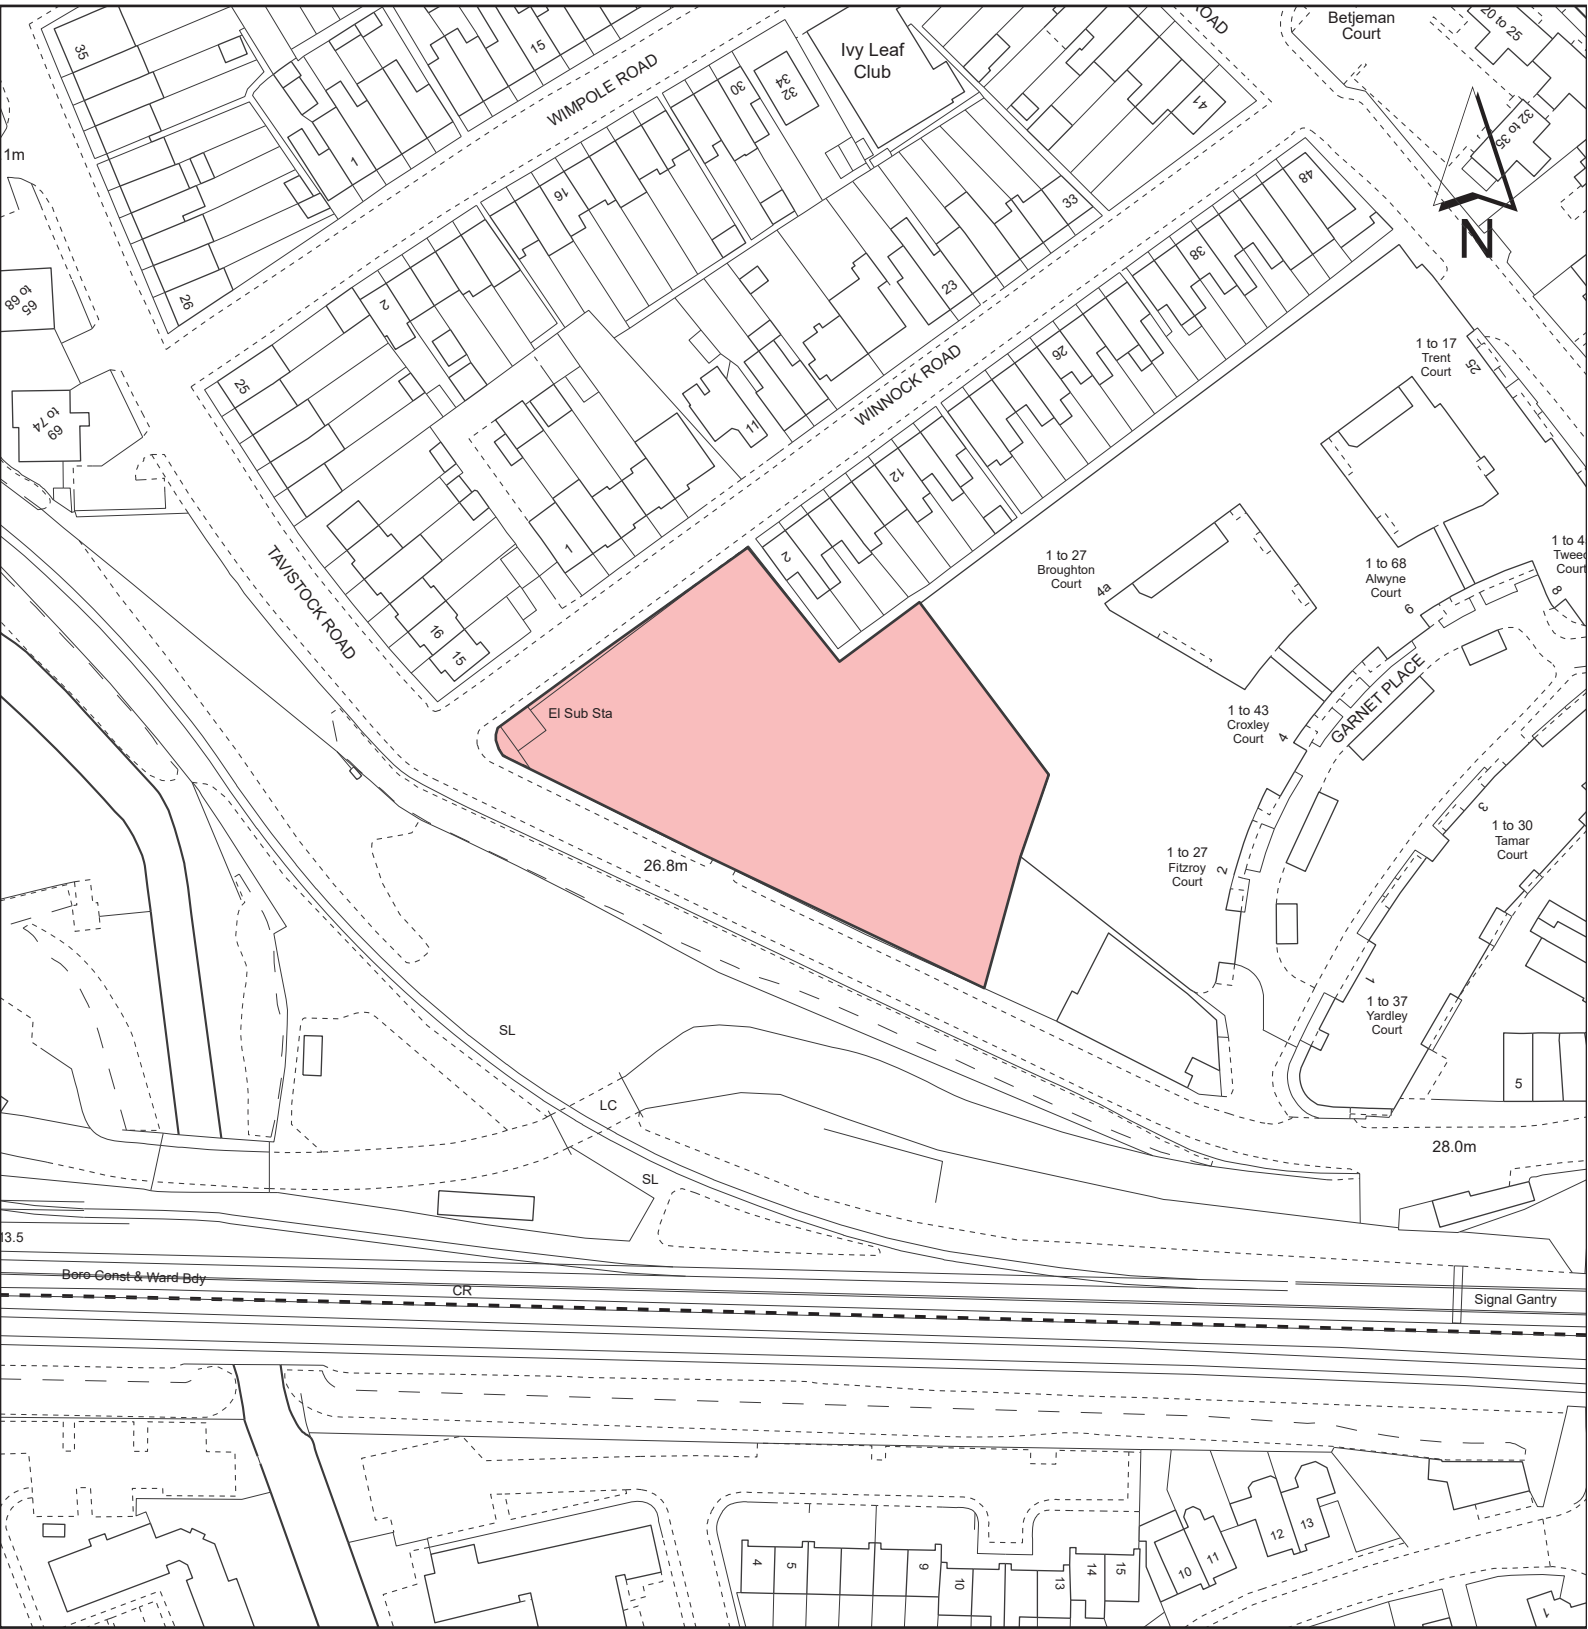 35
15
WIMPOLE ROAD
30
32
34
Ivy Leaf
Club
ROAD
Betjeman
Court
20 to 25
41
32 to 35
N
1m
1
26
65
to 68
16
2
33
48
38
23
25
69
to 74
11
WINNOCK ROAD
26
12
1 to 17
Trent
Court
25
TAVISTOCK ROAD
1
2
16
15
1 to 27
Broughton
Court
4a
1 to 68
Alwyne
Court
6
8
El Sub Sta
1 to 43
Croxley
Court
4
GARNET PLACE
3
1 to 30
Tamar
Court
26.8m
1 to 27
Fitzroy
Court
2
1
1 to 37
Yardley
Court
5
SL
LC
SL
28.0m
13.5
Boro Const & Ward Bdy
CR
Signal Gantry
4
5
9
10
13
14
15
10
11
12
13
1